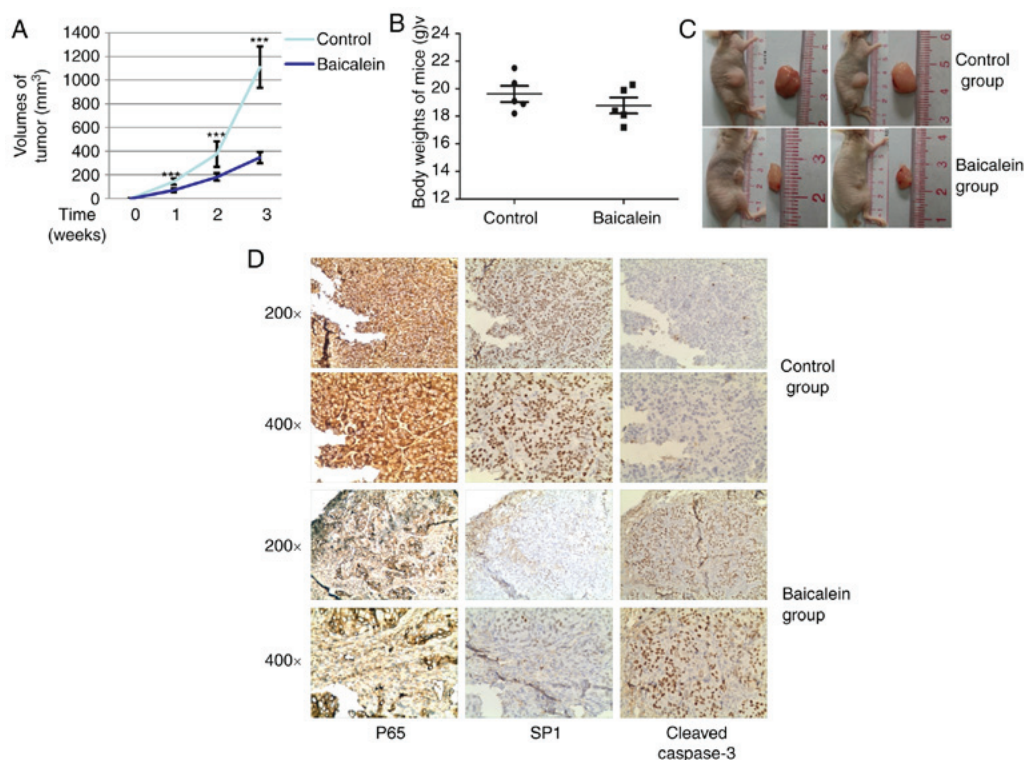 A
Volumes of
tumor (mm³)
1400
1200
1000
800
600
400
200
0
***
***
***
Control
Baicalein
Time
(weeks)
0 1 2 3
B
Body weights of mice (g)v
24
22
20
18
16
14
12
Control Baicalein
C
Control
group
Baicalein
group
D
200×
400×
Control
group
200×
400×
Baicalein
group
P65 SP1 Cleaved
caspase-3